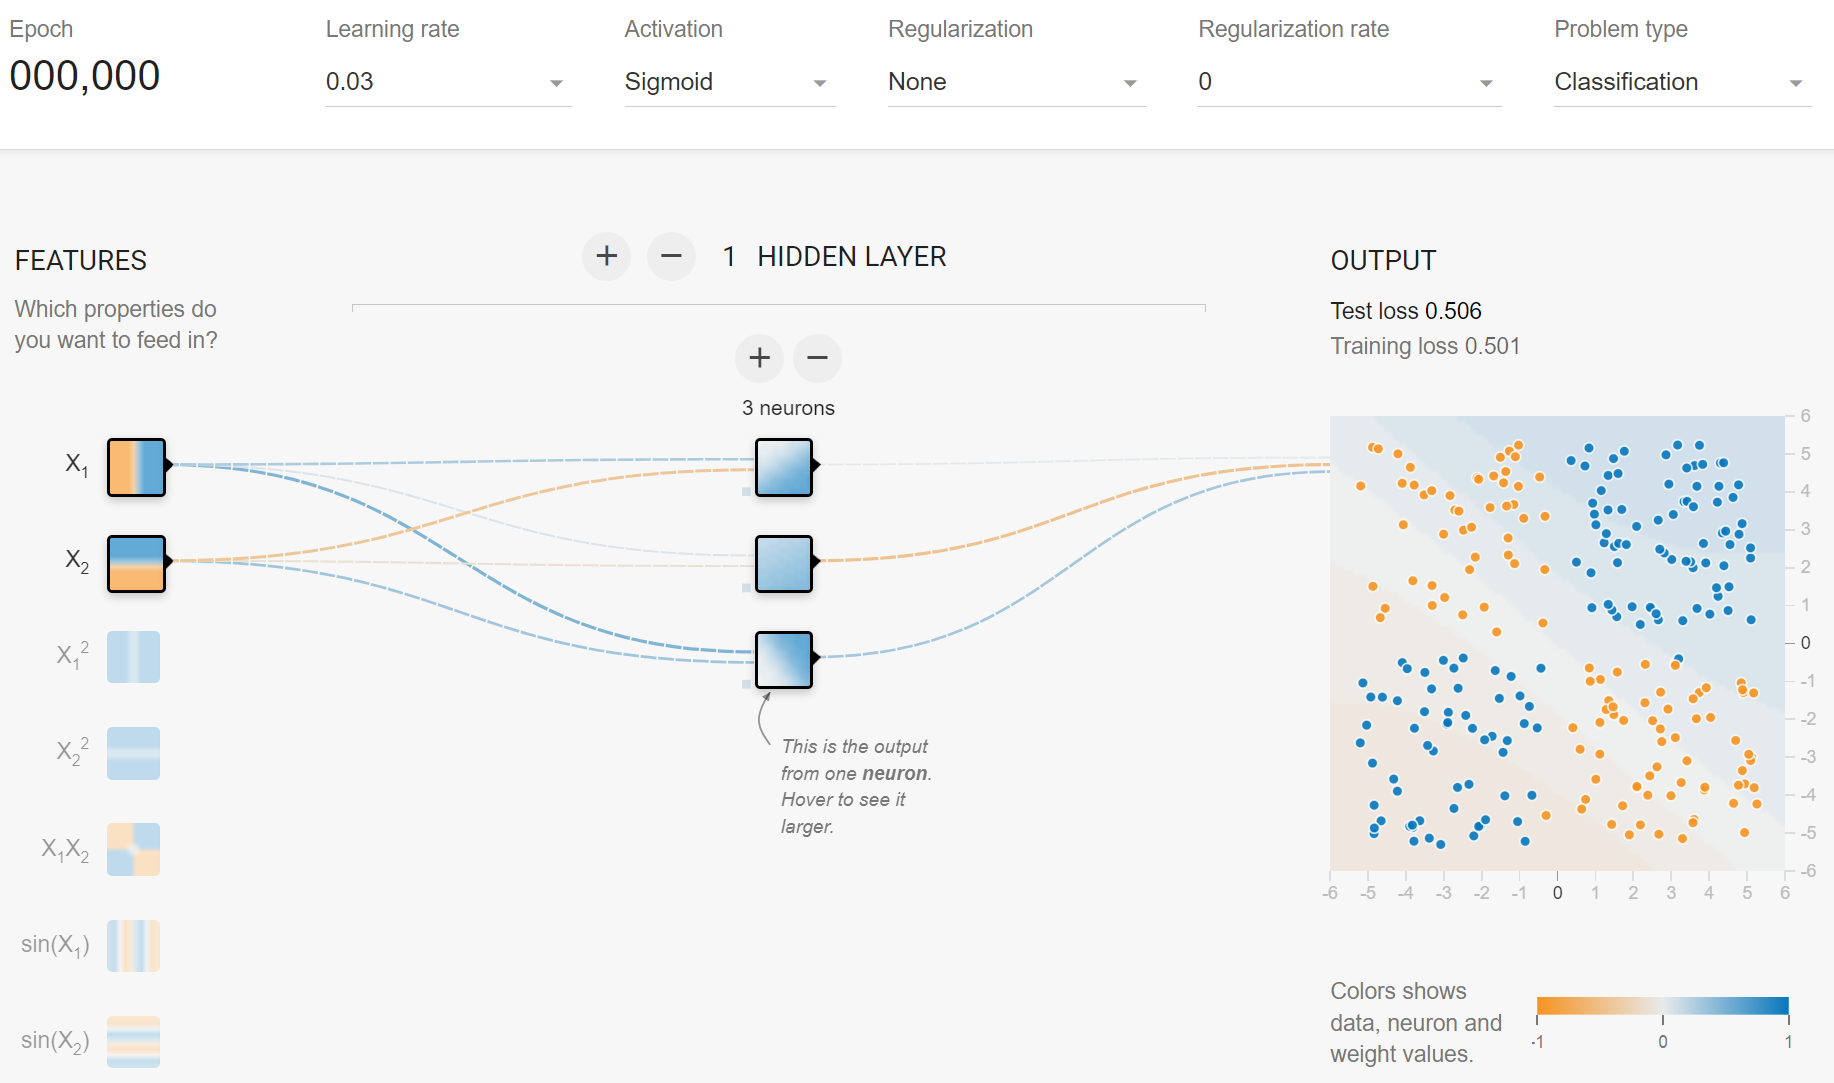 Epoch
000,000
Learning rate
0.03
Activation
Sigmoid
Regularization
None
Regularization rate
0
Problem type
Classification
FEATURES
Which properties do
you want to feed in?
1 HIDDEN LAYER
3 neurons
OUTPUT
Test loss 0.506
Training loss 0.501
X₁
X₂
X₁²
X₂²
X₁X₂
sin(X₁)
sin(X₂)
This is the output
from one neuron.
Hover to see it
larger.
6
5
4
3
2
1
0
-1
-2
-3
-4
-5
-6
-6 -5 -4 -3 -2 -1 0 1 2 3 4 5 6
Colors shows
data, neuron and
weight values.
-1 0 1